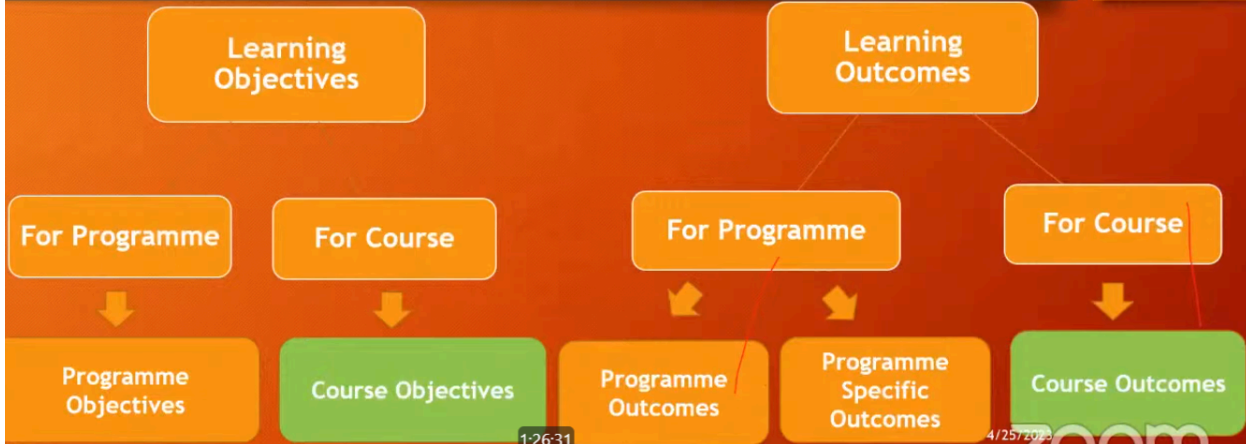 Learning
Objectives
Learning
Outcomes
For Programme
For Course
For Programme
For Course
Programme
Objectives
Course Objectives
Programme
Outcomes
Programme
Specific
Outcomes
Course Outcomes
1:26:31
4/25/2023
zoom